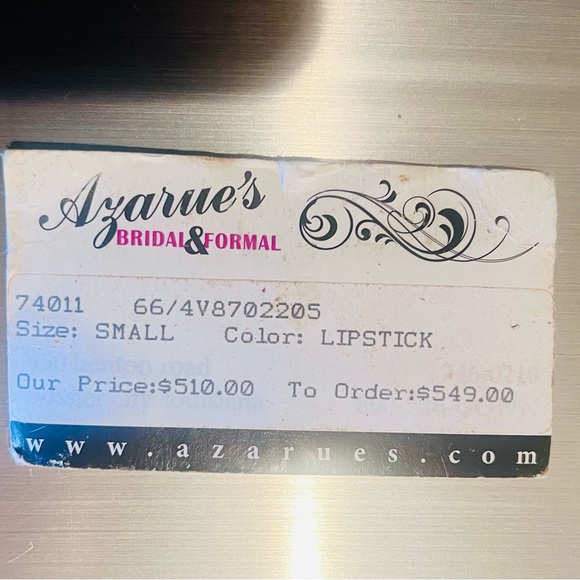 Azarue's
BRIDAL & FORMAL
74011 66/4V8702205
Size: SMALL Color: LIPSTICK
Our Price:$510.00 To Order:$549.00
www.azarues.com